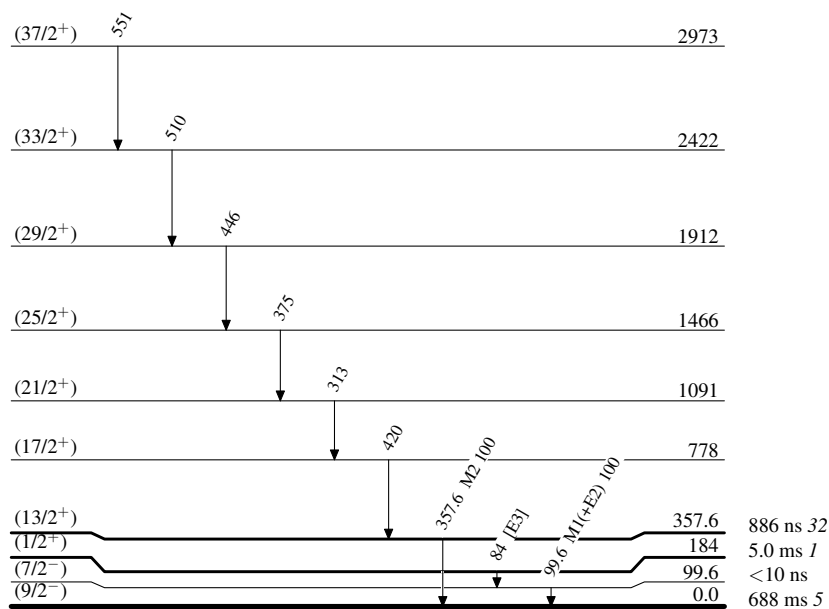 (37/2+) 551 2973
(33/2+) 510 2422
(29/2+) 446 1912
(25/2+) 375 1466
(21/2+) 313 1091
(17/2+) 420 778
(13/2+) 357.6 M2 100 357.6 886 ns 32
(1/2+) 84 [E3] 184 5.0 ms 1
(7/2−) 99.6 M1(+E2) 100 99.6 <10 ns
(9/2−) 0.0 688 ms 5